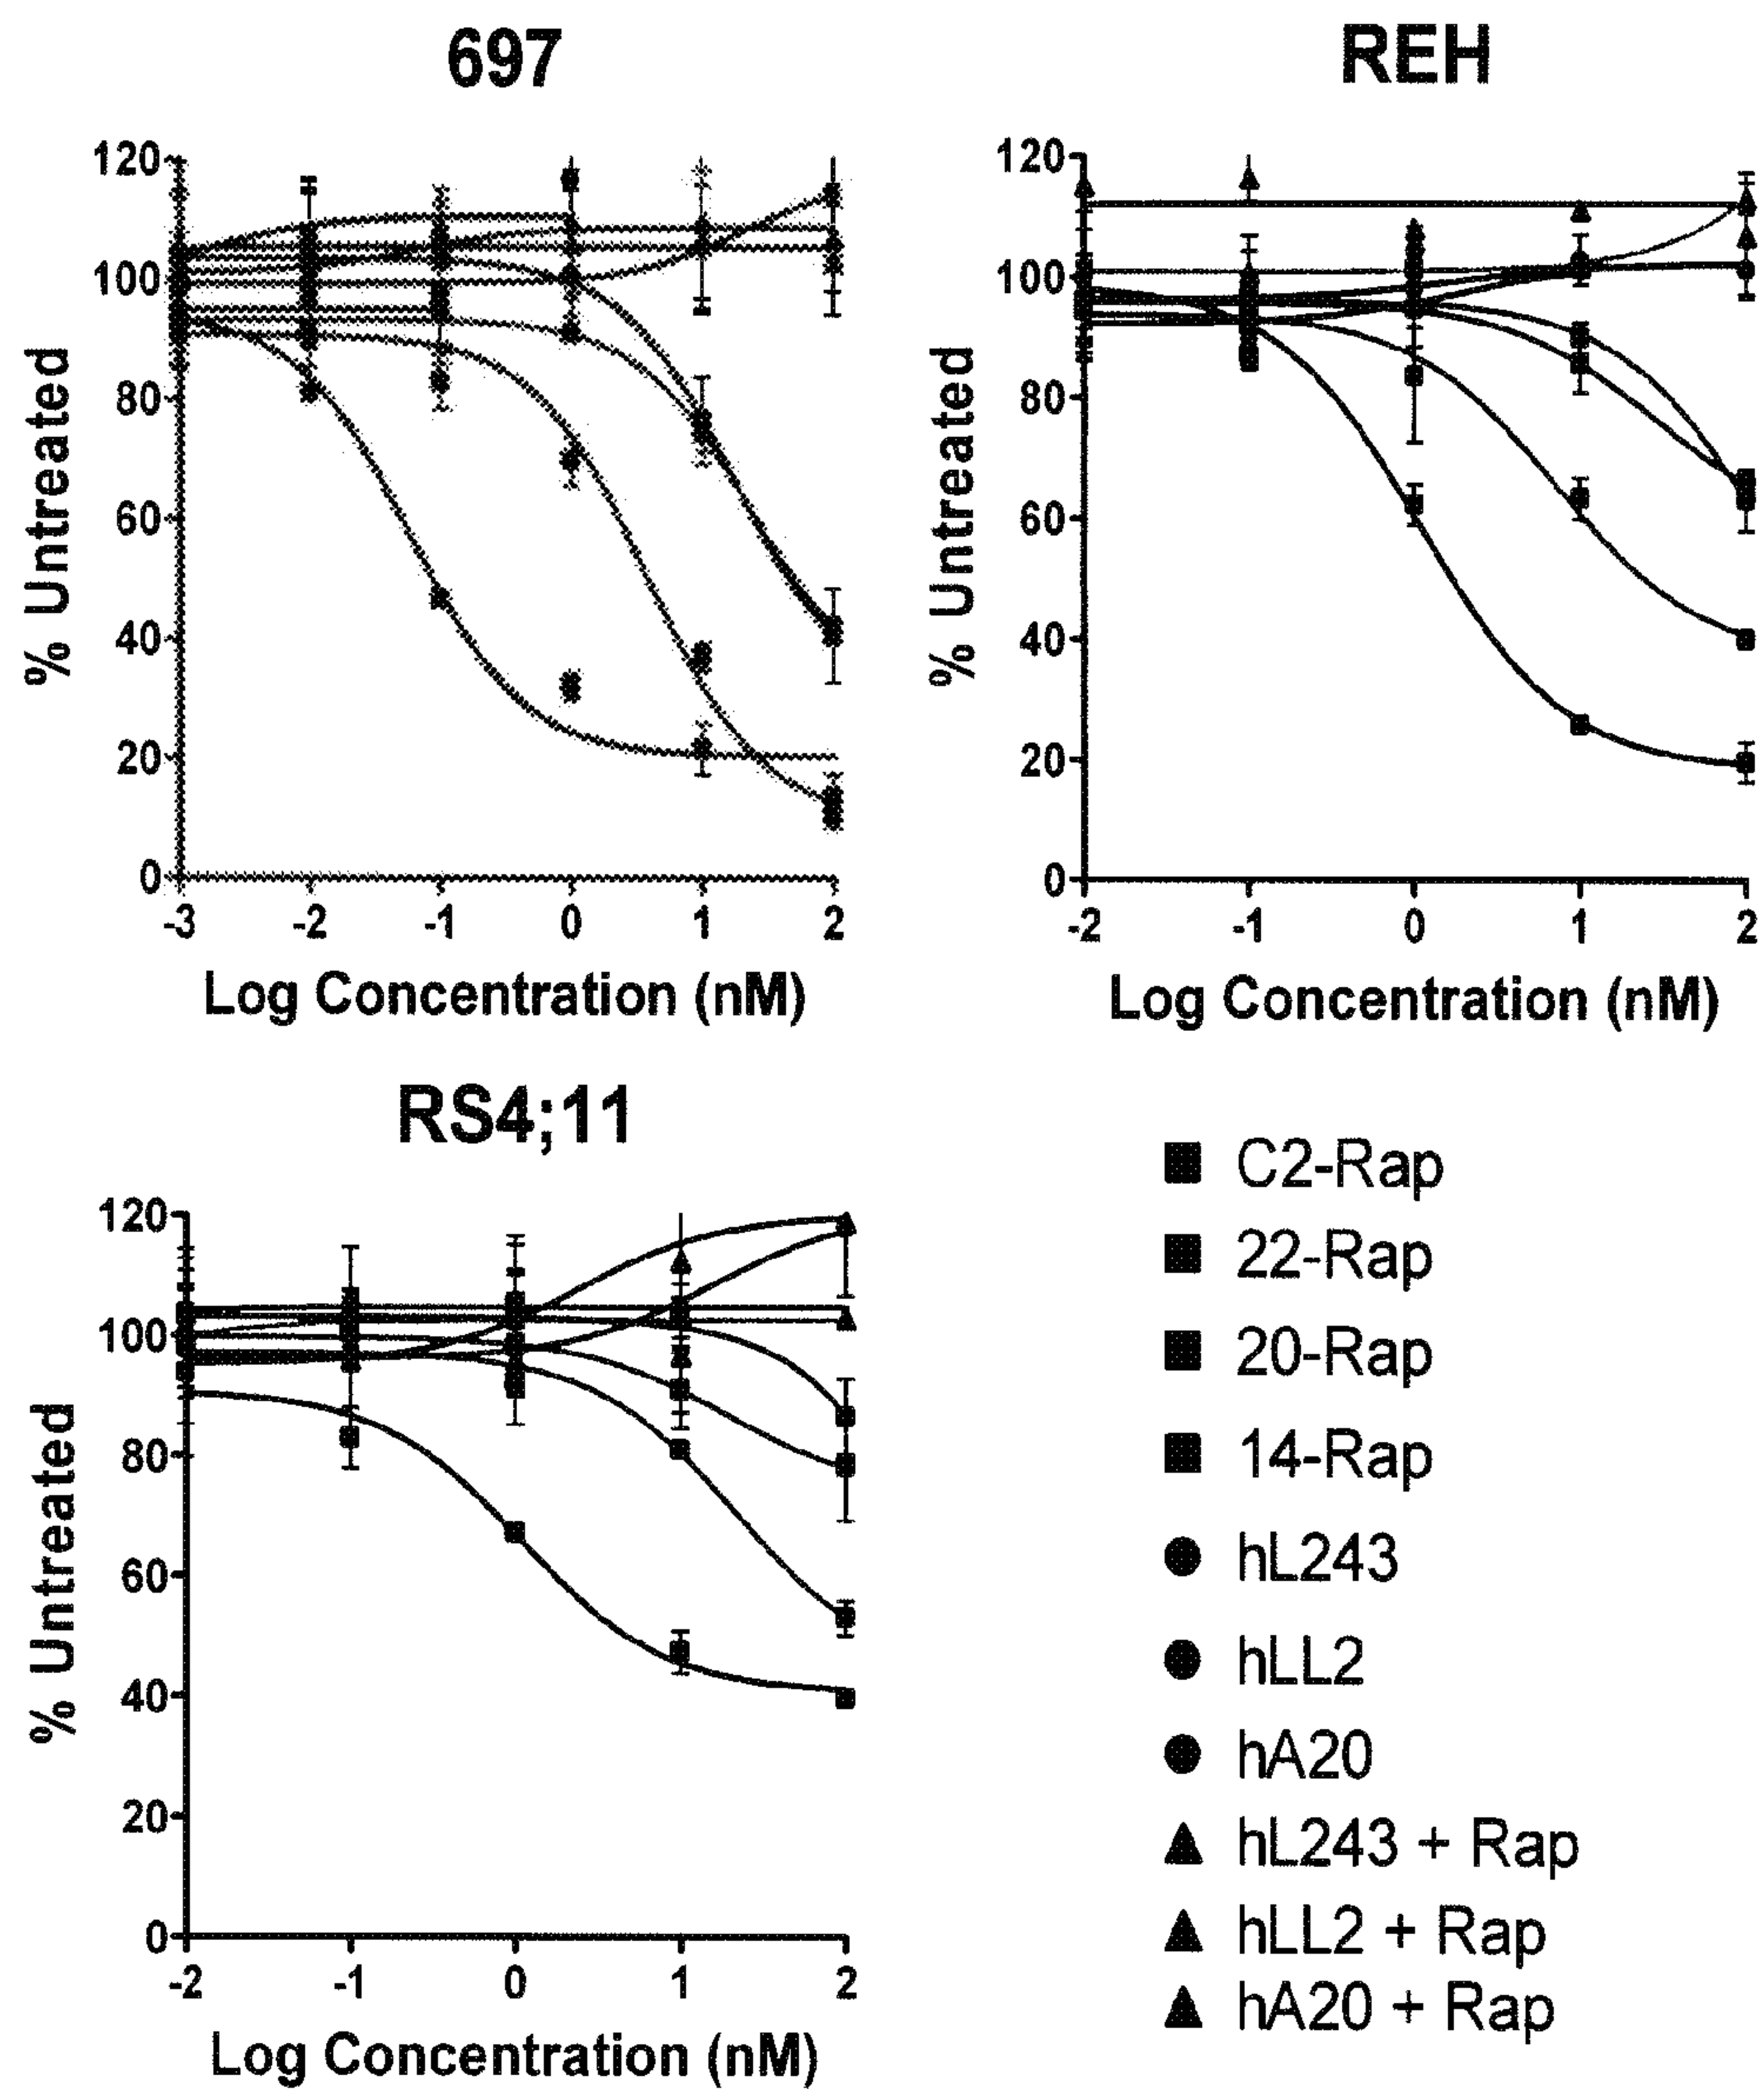 697
120
100
80
60
40
20
0
% Untreated
-3 -2 -1 0 1 2
Log Concentration (nM)
REH
120
100
80
60
40
20
0
% Untreated
-2 -1 0 1 2
Log Concentration (nM)
RS4;11
120
100
80
60
40
20
0
% Untreated
-2 -1 0 1 2
Log Concentration (nM)
C2-Rap
22-Rap
20-Rap
14-Rap
hL243
hLL2
hA20
hL243 + Rap
hLL2 + Rap
hA20 + Rap